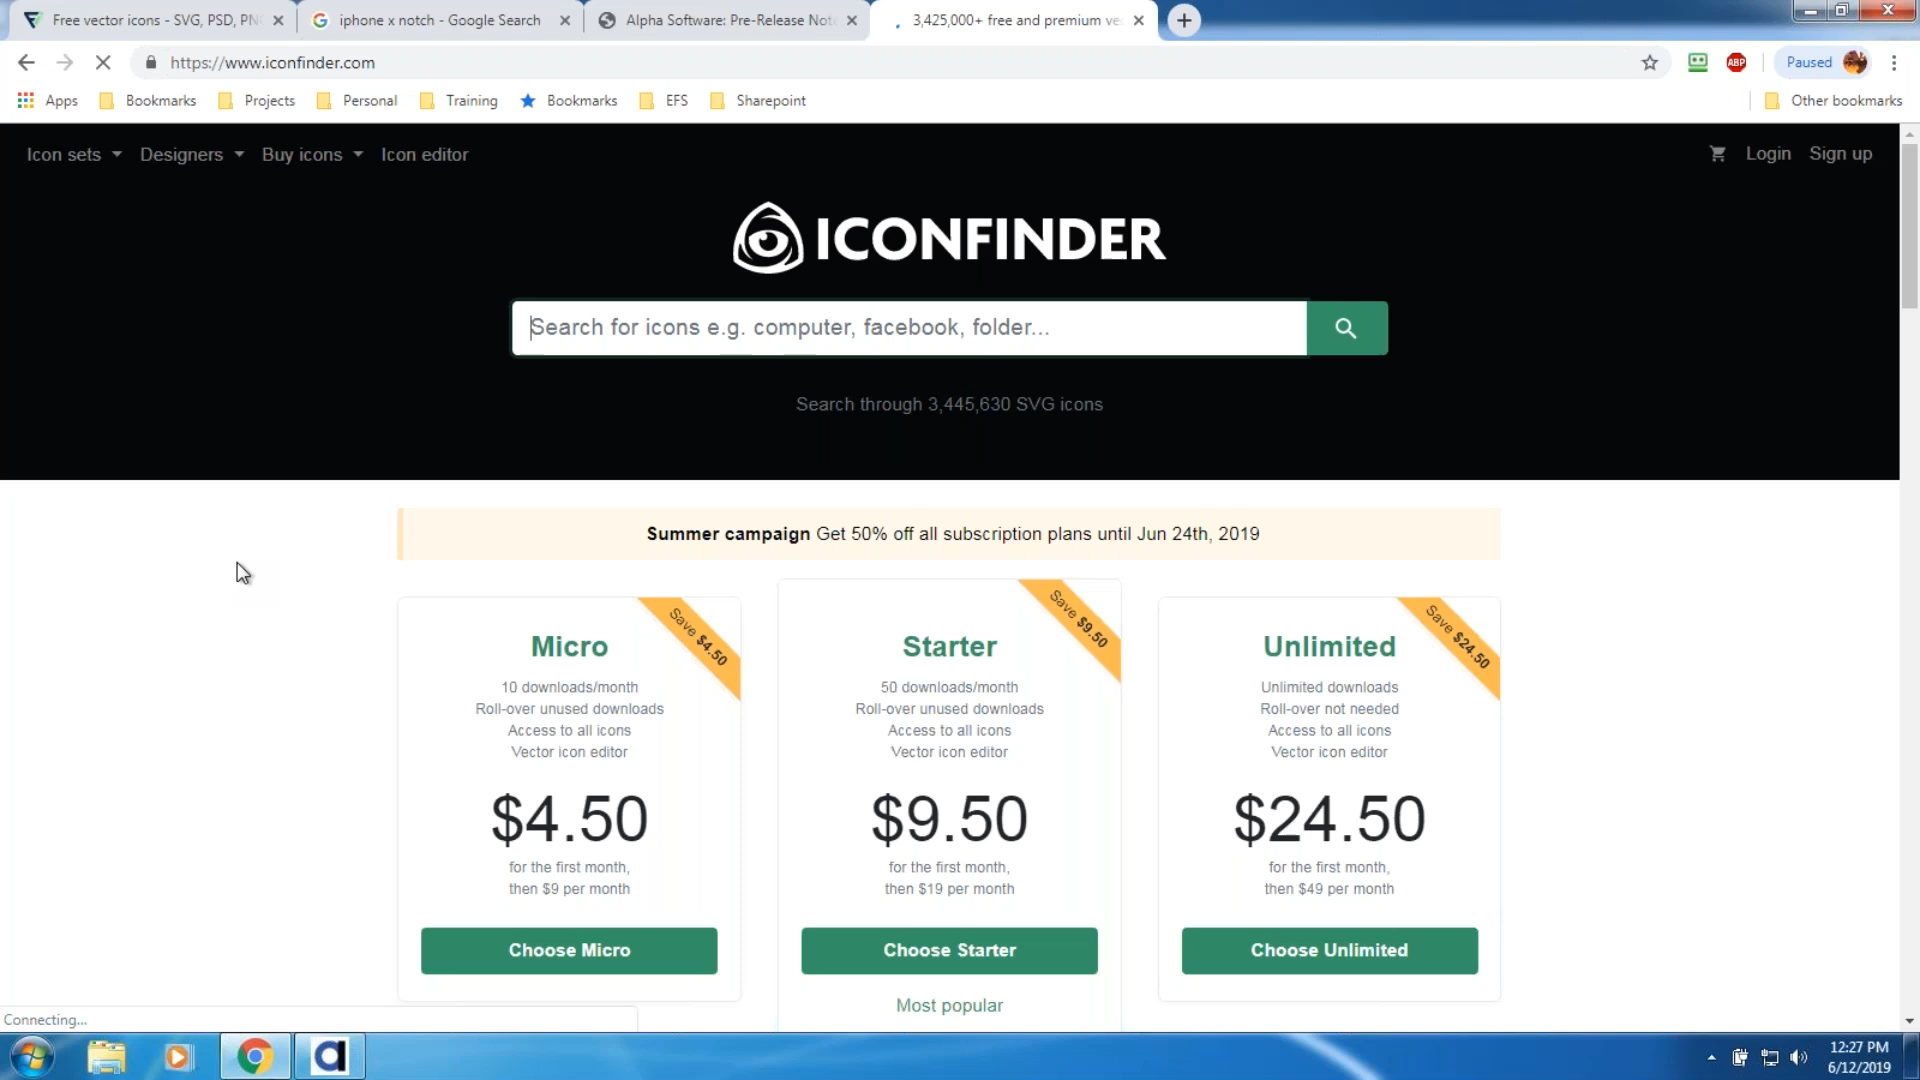 Free vector icons - SVG, PSD, PN
iphone x notch - Google Search
Alpha Software: Pre-Release Not
3,425,000+ free and premium ve
https://www.iconfinder.com
ABP
Paused
Apps
Bookmarks
Projects
Personal
Training
Bookmarks
EFS
Sharepoint
Other bookmarks
Icon sets
Designers
Buy icons
Icon editor
Login
Sign up
ICONFINDER
Search for icons e.g. computer, facebook, folder...
Search through 3,445,630 SVG icons
Summer campaign Get 50% off all subscription plans until Jun 24th, 2019
Save $4.50
Micro
10 downloads/month
Roll-over unused downloads
Access to all icons
Vector icon editor
$4.50
for the first month,
then $9 per month
Choose Micro
Save $9.50
Starter
50 downloads/month
Roll-over unused downloads
Access to all icons
Vector icon editor
$9.50
for the first month,
then $19 per month
Choose Starter
Most popular
Save $24.50
Unlimited
Unlimited downloads
Roll-over not needed
Access to all icons
Vector icon editor
$24.50
for the first month,
then $49 per month
Choose Unlimited
Connecting...
12:27 PM
6/12/2019